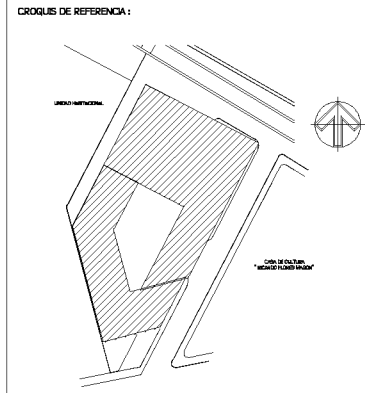 CROQUIS DE REFERENCIA :
UNIDAD HABITACIONAL
CASA DE CULTURA
" RICARDO FLORES MAGON"